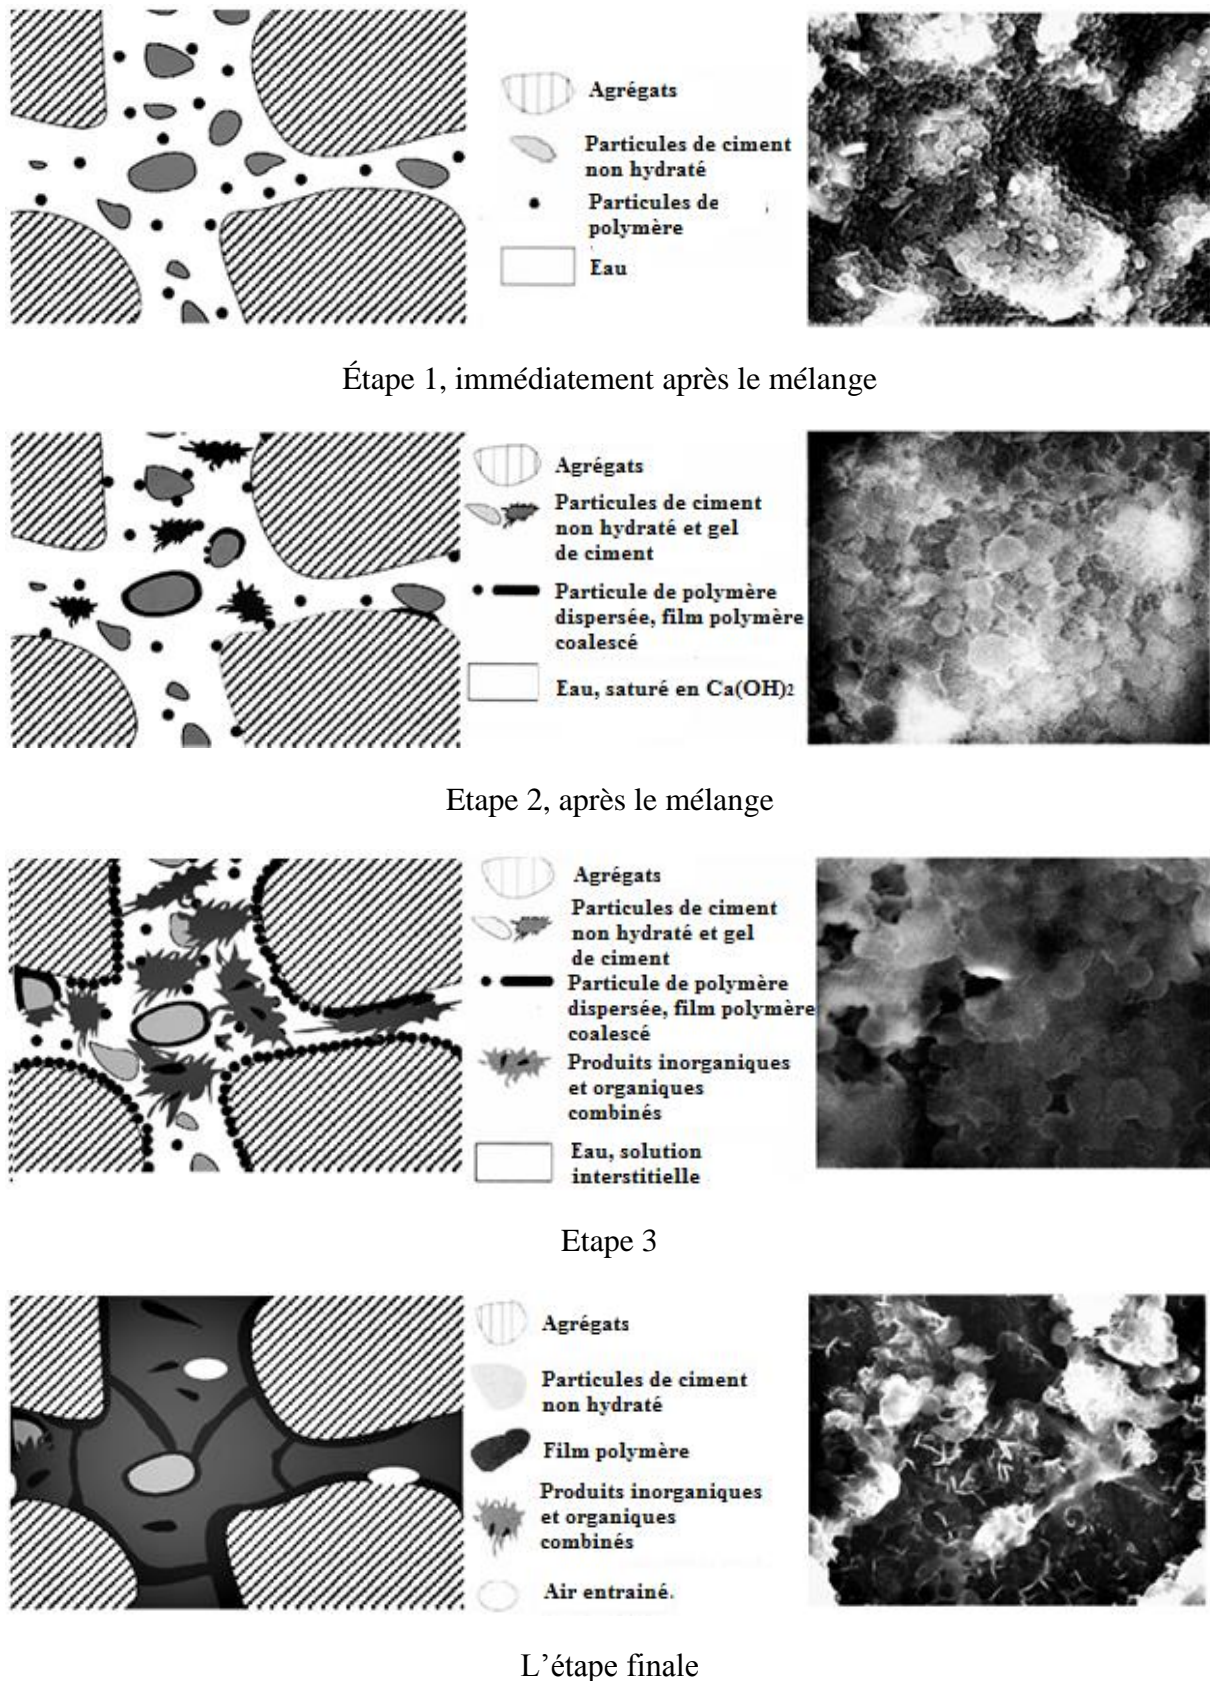 Agrégats
Particules de ciment
non hydraté
Particules de
polymère
Eau
Étape 1, immédiatement après le mélange
Agrégats
Particules de ciment
non hydraté et gel
de ciment
Particule de polymère
dispersée, film polymère
coalescé
Eau, saturé en Ca(OH)2
Etape 2, après le mélange
Agrégats
Particules de ciment
non hydraté et gel
de ciment
Particule de polymère
dispersée, film polymère
coalescé
Produits inorganiques
et organiques
combinés
Eau, solution
interstitielle
Etape 3
Agrégats
Particules de ciment
non hydraté
Film polymère
Produits inorganiques
et organiques
combinés
Air entrainé.
L’étape finale